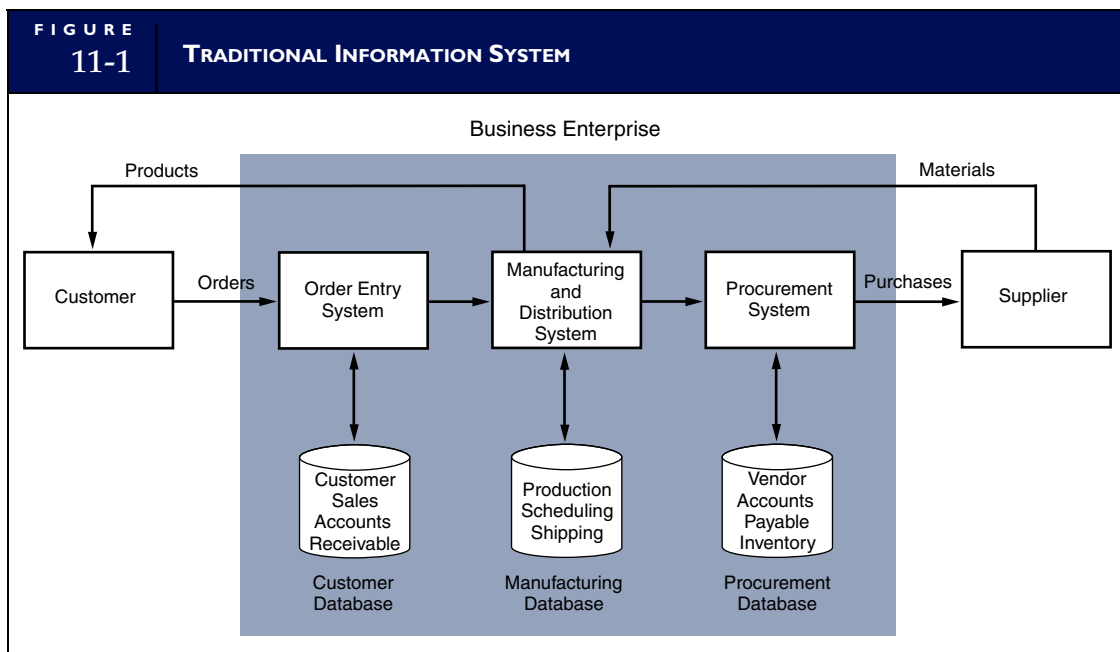 FIGURE
11-1
TRADITIONAL INFORMATION SYSTEM
Business Enterprise
Products
Materials
Customer
Orders
Order Entry
System
Manufacturing
and
Distribution
System
Procurement
System
Purchases
Supplier
Customer
Sales
Accounts
Receivable
Production
Scheduling
Shipping
Vendor
Accounts
Payable
Inventory
Customer
Database
Manufacturing
Database
Procurement
Database